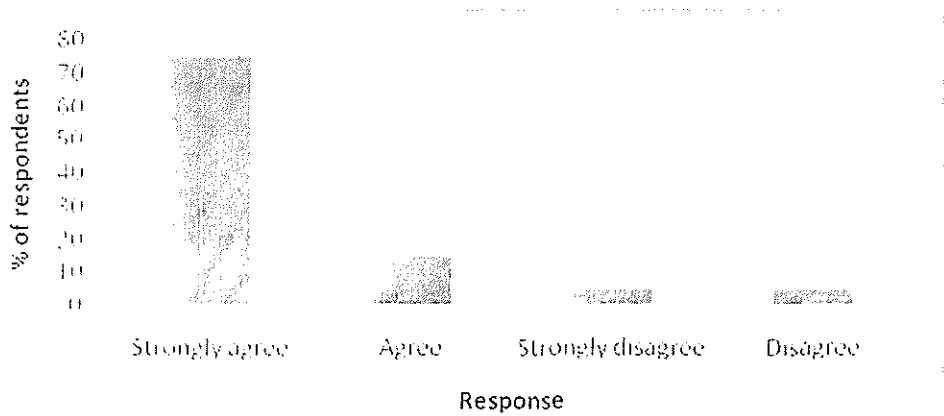 80
70
60
50
40
30
20
10
0
% of respondents
Strongly agree
Agree
Strongly disagree
Disagree
Response